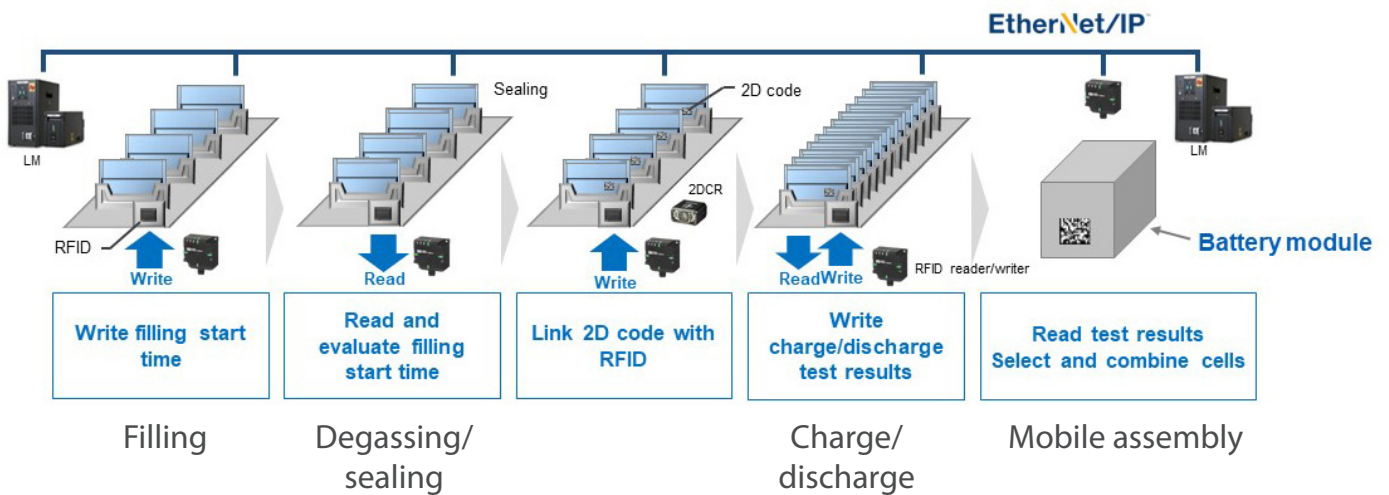 EtherNet/IP™
Sealing
2D code
LM
LM
2DCR
RFID
Write
Read
Write
Read Write
RFID reader/writer
Battery module
Write filling start
time
Read and
evaluate filling
start time
Link 2D code with
RFID
Write
charge/discharge
test results
Read test results
Select and combine cells
Filling
Degassing/
sealing
Charge/
discharge
Mobile assembly